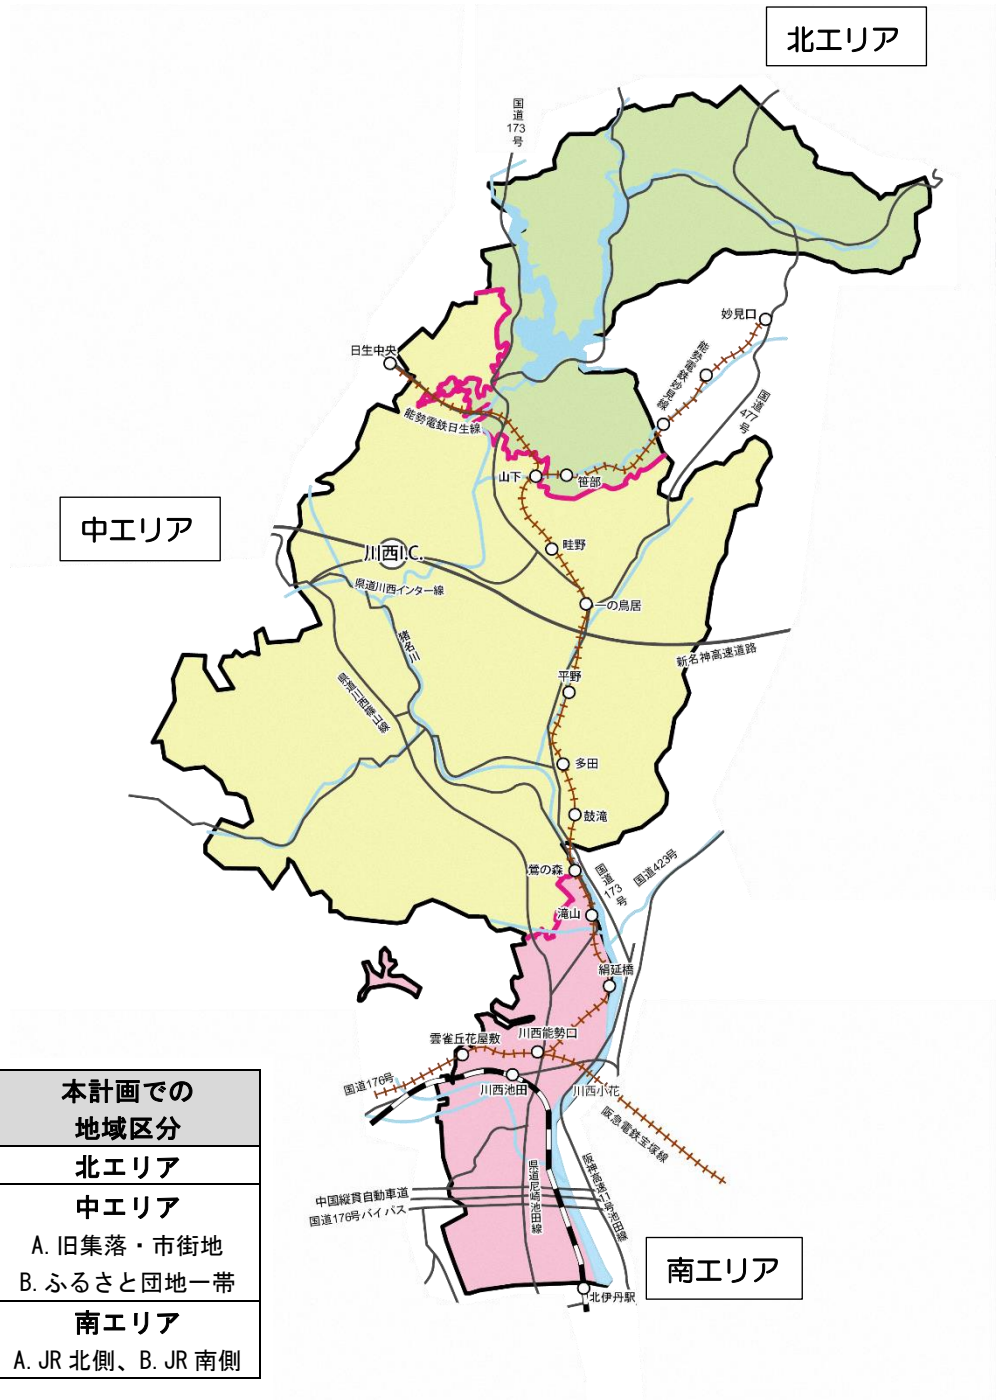 北エリア
国道173号
妙見口
日生中央
能勢電鉄妙見線
国道477号
能勢電鉄日生線
山下
笹部
中エリア
川西I.C.
畦野
県道川西インター線
一の鳥居
猪名川
新名神高速道路
平野
県道川西篠山線
多田
鼓滝
鶯の森
国道173号
国道423号
滝山
絹延橋
雲雀丘花屋敷
川西能勢口
国道176号
川西池田
川西小花
阪急電鉄宝塚線
中国縦貫自動車道
国道176号バイパス
県道尼崎池田線
阪神高速11号池田線
南エリア
北伊丹駅
本計画での
地域区分
北エリア
中エリア
A.旧集落・市街地
B.ふるさと団地一帯
南エリア
A.JR北側、B.JR南側